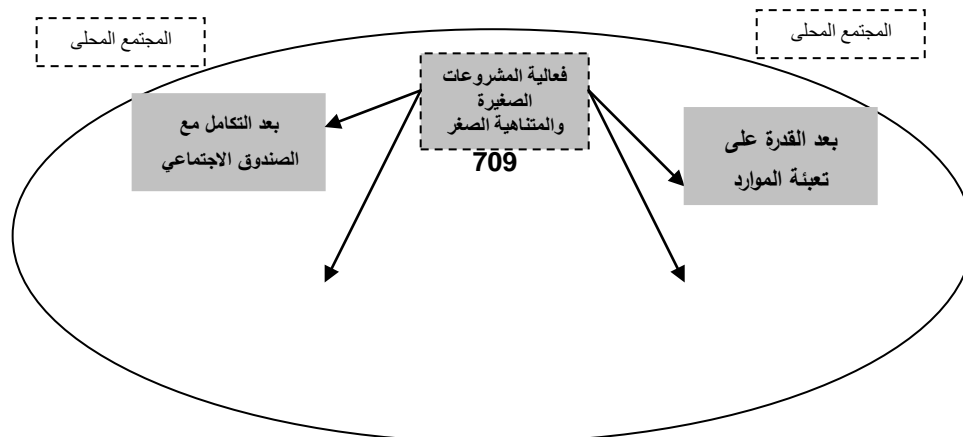 المجتمع المحلى
المجتمع المحلى
فعالية المشروعات
الصغيرة
والمتناهية الصغر
709
بعد القدرة على
تعبئة الموارد
بعد التكامل مع
الصندوق الاجتماعي